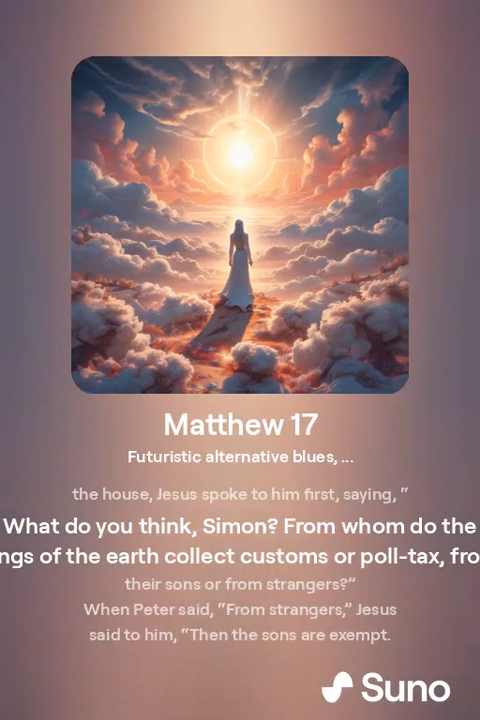 Matthew 17
Futuristic alternative blues, ...
the house, Jesus spoke to him first, saying, “
What do you think, Simon? From whom do the
ngs of the earth collect customs or poll-tax, fro
their sons or from strangers?”
When Peter said, “From strangers,” Jesus
said to him, “Then the sons are exempt.
Suno